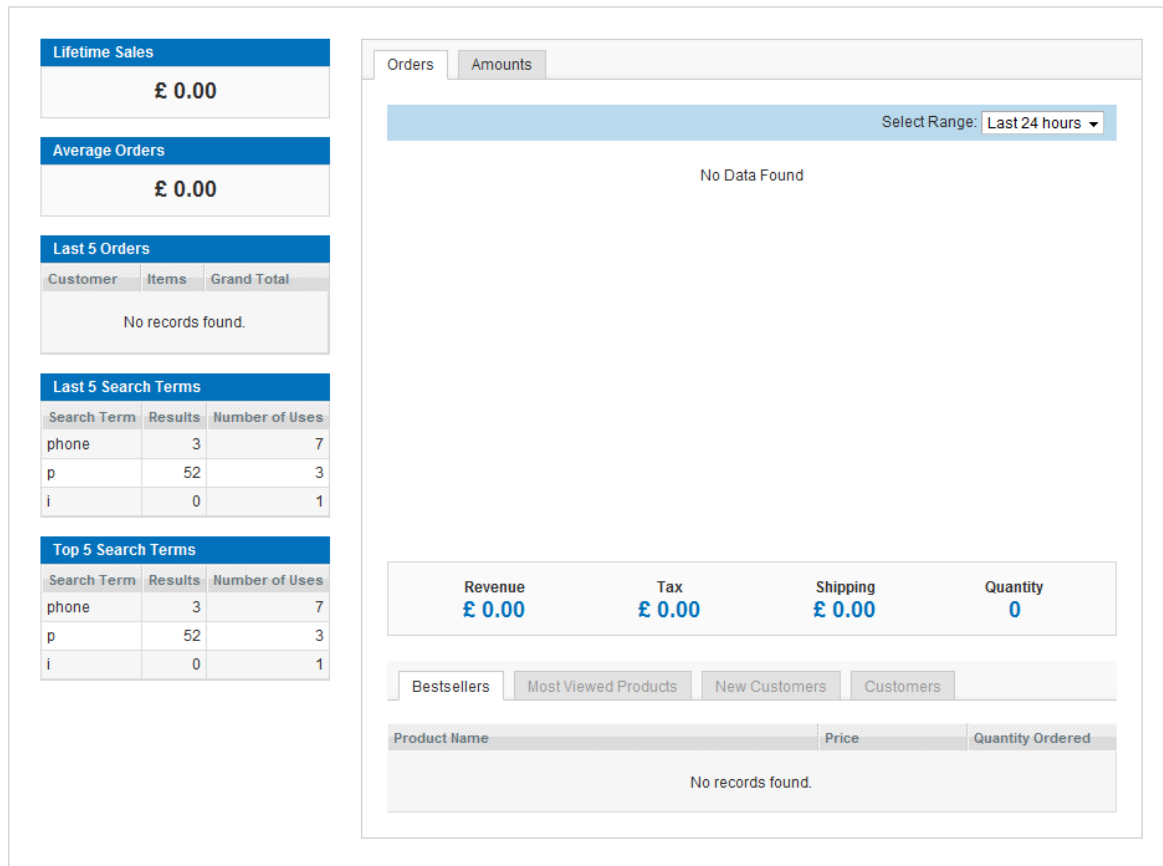 Lifetime Sales
£ 0.00
Average Orders
£ 0.00
Last 5 Orders
Customer Items Grand Total
No records found.
Last 5 Search Terms
Search Term Results Number of Uses
phone 3 7
p 52 3
i 0 1
Top 5 Search Terms
Search Term Results Number of Uses
phone 3 7
p 52 3
i 0 1
Orders Amounts
Select Range: Last 24 hours
No Data Found
Revenue Tax Shipping Quantity
£ 0.00 £ 0.00 £ 0.00 0
Bestsellers Most Viewed Products New Customers Customers
Product Name Price Quantity Ordered
No records found.